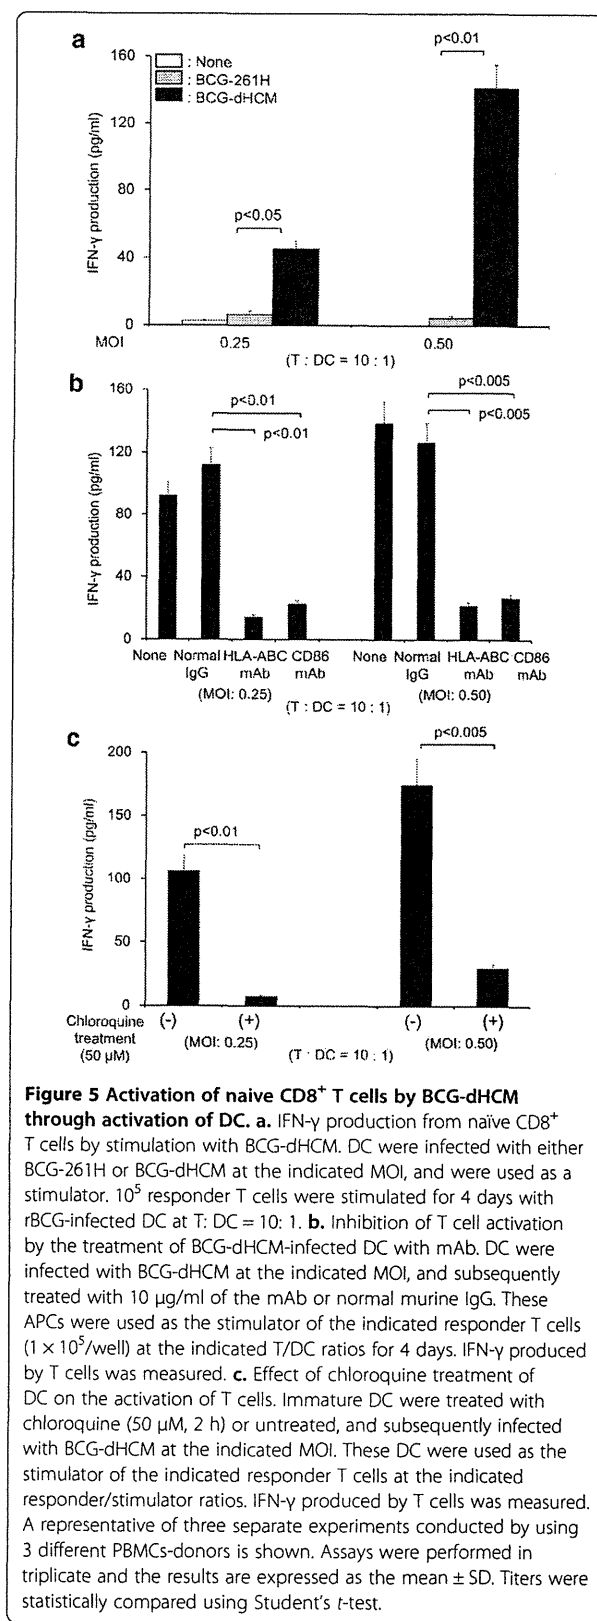 a
160
120
80
40
0
IFN-γ production (pg/ml)
: None
: BCG-261H
: BCG-dHCM
p<0.05
p<0.01
MOI 0.25 0.50
(T : DC = 10 : 1)
b
160
120
80
40
0
IFN-γ production (pg/ml)
p<0.01
p<0.01
p<0.005
p<0.005
None Normal HLA-ABC CD86 None Normal HLA-ABC CD86
IgG mAb mAb IgG mAb mAb
(MOI: 0.25) (MOI: 0.50)
(T : DC = 10 : 1)
c
200
150
100
50
0
IFN-γ production (pg/ml)
p<0.01
p<0.005
Chloroquine (-) (+) (-) (+)
treatment (MOI: 0.25) (MOI: 0.50)
(50 μM) (T : DC = 10 : 1)
Figure 5 Activation of naive CD8⁺ T cells by BCG-dHCM
through activation of DC. a. IFN-γ production from naïve CD8⁺
T cells by stimulation with BCG-dHCM. DC were infected with either
BCG-261H or BCG-dHCM at the indicated MOI, and were used as a
stimulator. 10⁵ responder T cells were stimulated for 4 days with
rBCG-infected DC at T: DC = 10: 1. b. Inhibition of T cell activation
by the treatment of BCG-dHCM-infected DC with mAb. DC were
infected with BCG-dHCM at the indicated MOI, and subsequently
treated with 10 μg/ml of the mAb or normal murine IgG. These
APCs were used as the stimulator of the indicated responder T cells
(1 × 10⁵/well) at the indicated T/DC ratios for 4 days. IFN-γ produced
by T cells was measured. c. Effect of chloroquine treatment of
DC on the activation of T cells. Immature DC were treated with
chloroquine (50 μM, 2 h) or untreated, and subsequently infected
with BCG-dHCM at the indicated MOI. These DC were used as the
stimulator of the indicated responder T cells at the indicated
responder/stimulator ratios. IFN-γ produced by T cells was measured.
A representative of three separate experiments conducted by using
3 different PBMCs-donors is shown. Assays were performed in
triplicate and the results are expressed as the mean ± SD. Titers were
statistically compared using Student's t-test.